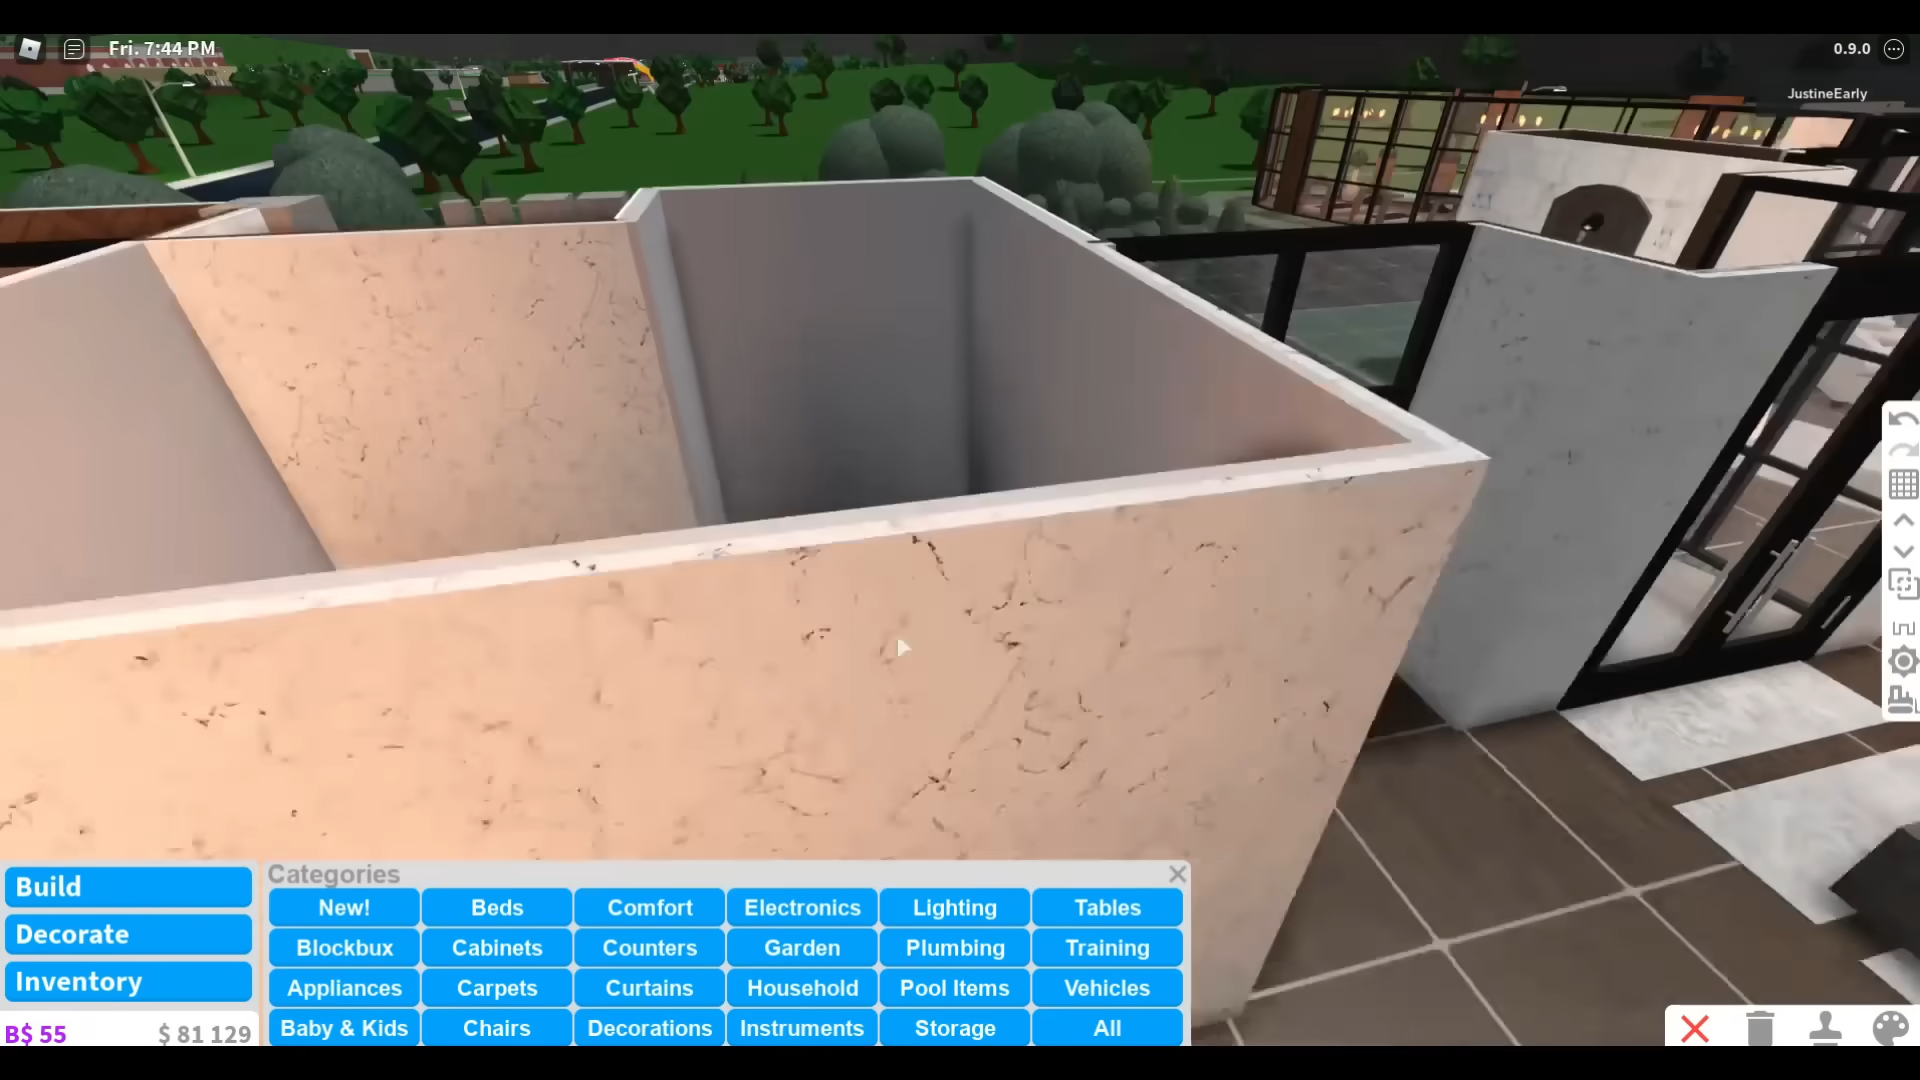 Fri. 7:44 PM
0.9.0
JustineEarly
Build
Decorate
Inventory
B$ 55
$ 81 129
Categories
New!
Beds
Comfort
Electronics
Lighting
Tables
Blockbux
Cabinets
Counters
Garden
Plumbing
Training
Appliances
Carpets
Curtains
Household
Pool Items
Vehicles
Baby & Kids
Chairs
Decorations
Instruments
Storage
All